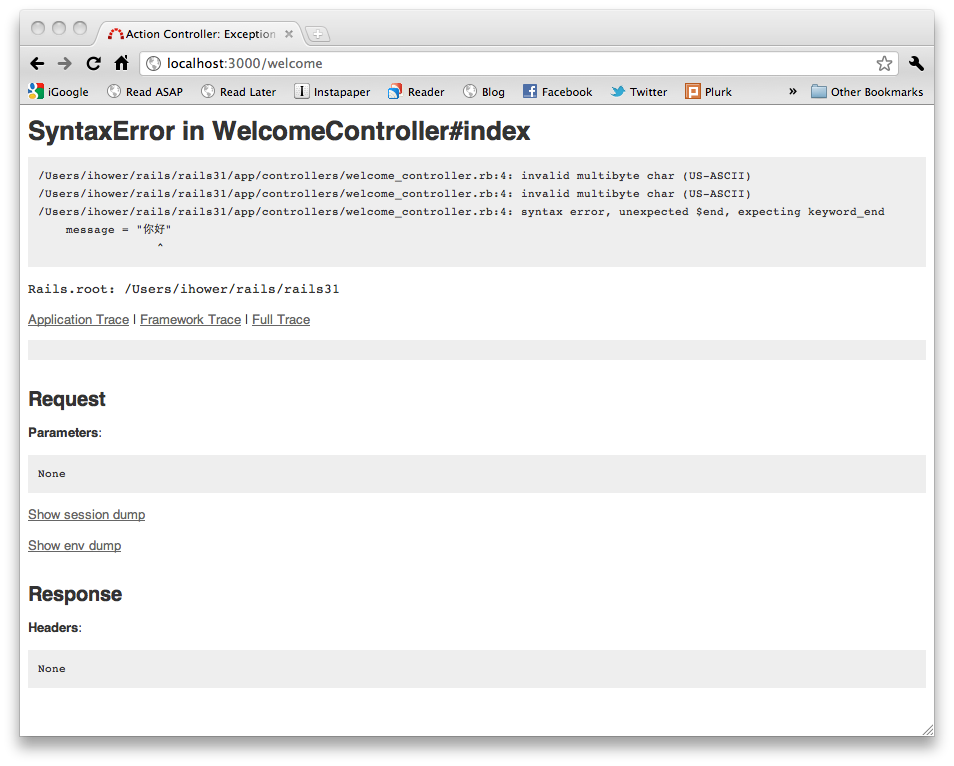 Action Controller: Exception
localhost:3000/welcome
iGoogle Read ASAP Read Later Instapaper Reader Blog Facebook Twitter Plurk » Other Bookmarks
SyntaxError in WelcomeController#index
/Users/ihower/rails/rails31/app/controllers/welcome_controller.rb:4: invalid multibyte char (US-ASCII)
/Users/ihower/rails/rails31/app/controllers/welcome_controller.rb:4: invalid multibyte char (US-ASCII)
/Users/ihower/rails/rails31/app/controllers/welcome_controller.rb:4: syntax error, unexpected $end, expecting keyword_end
message = "你好"
^
Rails.root: /Users/ihower/rails/rails31
Application Trace | Framework Trace | Full Trace
Request
Parameters:
None
Show session dump
Show env dump
Response
Headers:
None